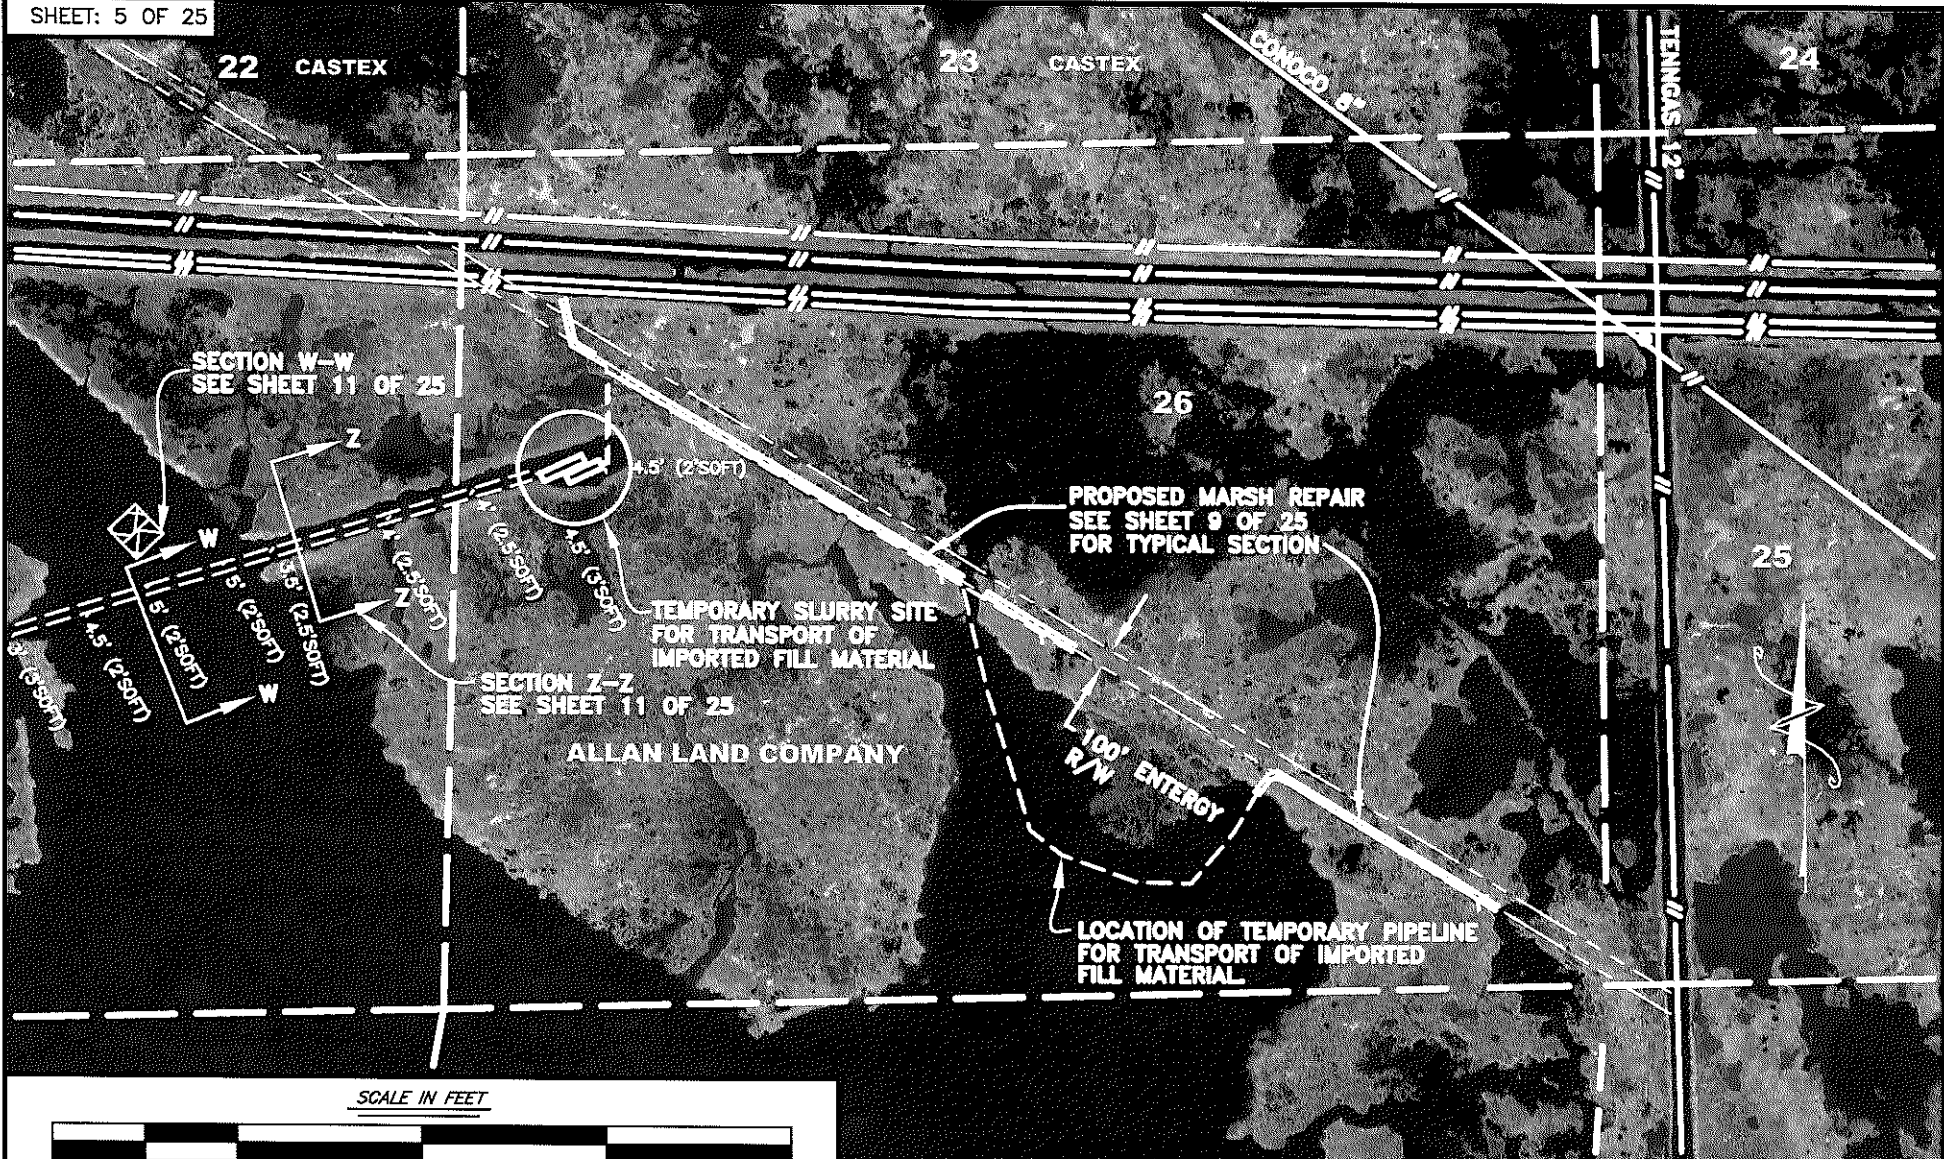 SHEET: 5 OF 25
22 CASTEX
23 CASTEX
24
CONOCO 8"
TENNGAS 12"
SECTION W-W
SEE SHEET 11 OF 25
Z
26
4.5' (2'SOFT)
PROPOSED MARSH REPAIR
SEE SHEET 9 OF 25
FOR TYPICAL SECTION
W
25
4' (2.5'SOFT)
4' (2.5'SOFT)
4.5' (3'SOFT)
3.5' (2.5'SOFT)
5' (2'SOFT)
5' (2'SOFT)
4.5' (2'SOFT)
3' (3'SOFT)
Z
TEMPORARY SLURRY SITE
FOR TRANSPORT OF
IMPORTED FILL MATERIAL
W
SECTION Z-Z
SEE SHEET 11 OF 25
ALLAN LAND COMPANY
100' ENTERGY
R/W
LOCATION OF TEMPORARY PIPELINE
FOR TRANSPORT OF IMPORTED
FILL MATERIAL.
SCALE IN FEET